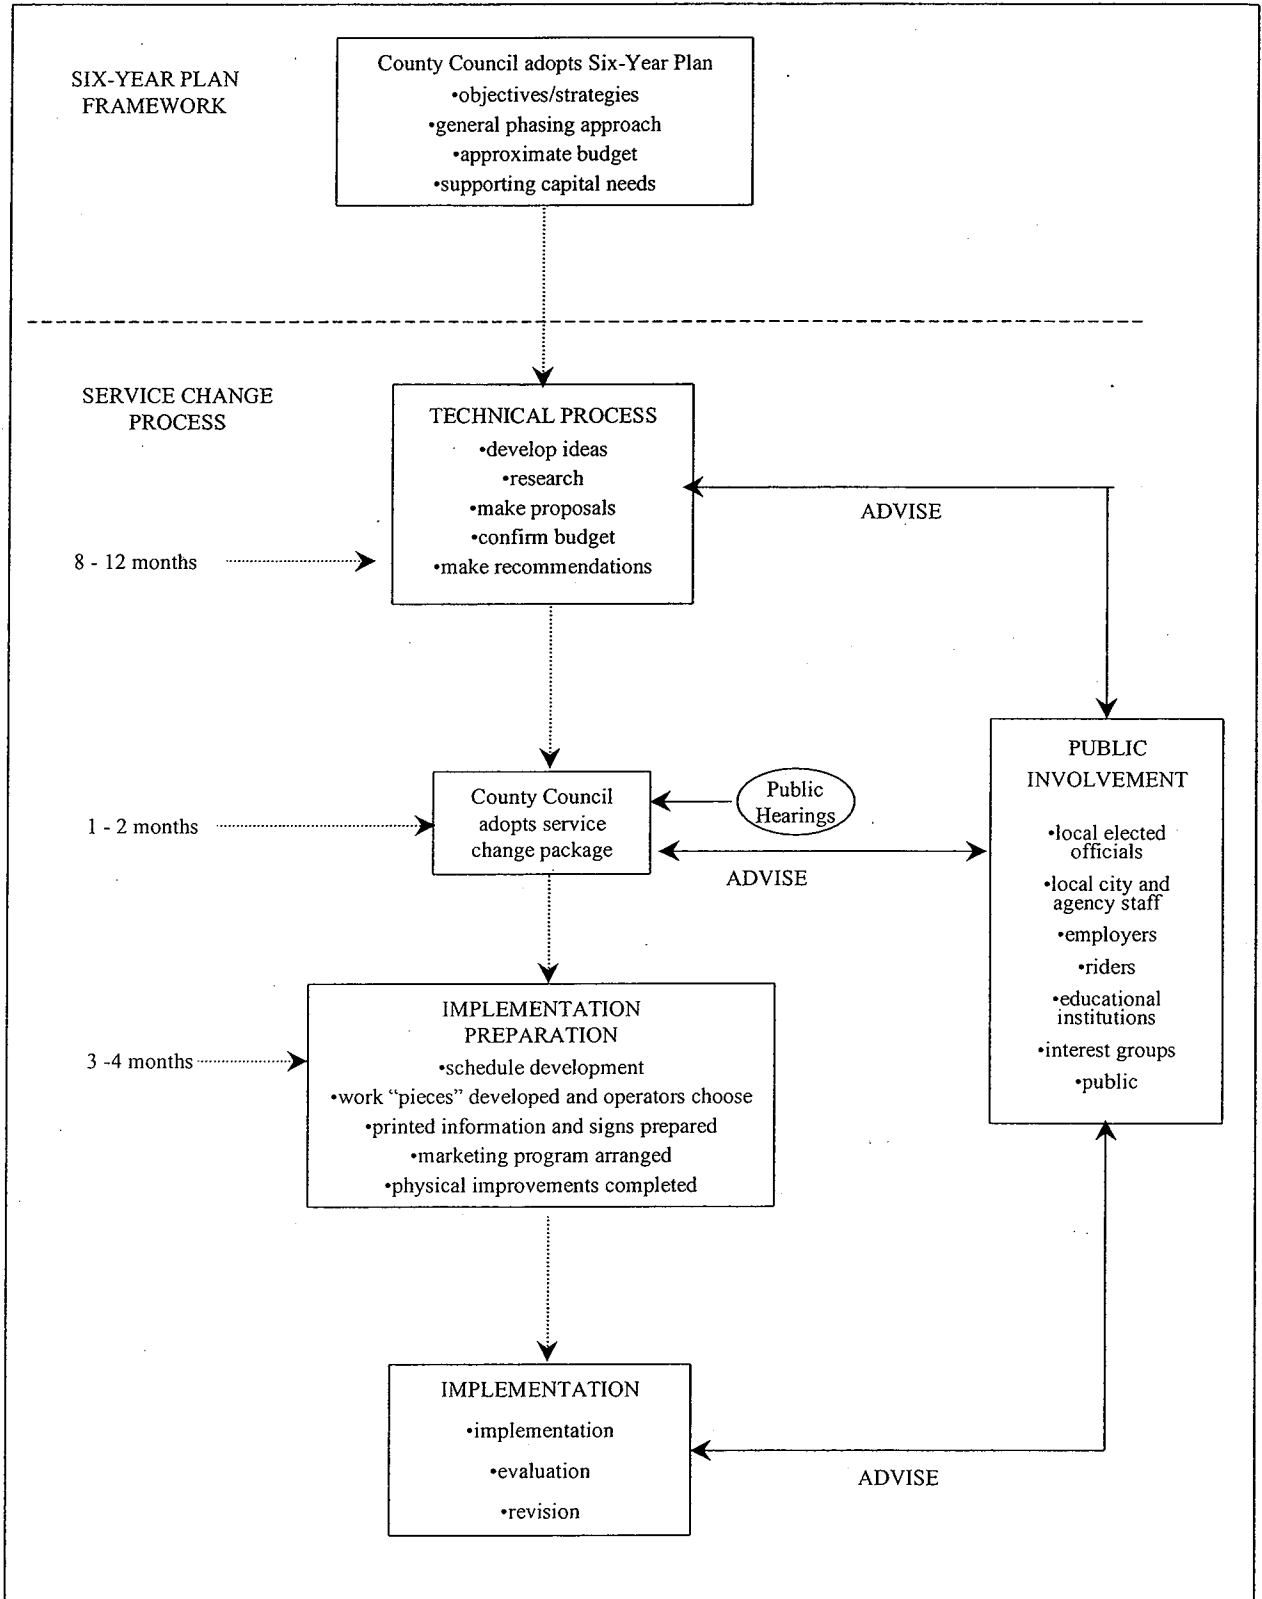 SIX-YEAR PLAN
FRAMEWORK
County Council adopts Six-Year Plan
•objectives/strategies
•general phasing approach
•approximate budget
•supporting capital needs
SERVICE CHANGE
PROCESS
TECHNICAL PROCESS
•develop ideas
•research
•make proposals
•confirm budget
•make recommendations
ADVISE
8 - 12 months
PUBLIC
INVOLVEMENT
•local elected
officials
•local city and
agency staff
•employers
•riders
•educational
institutions
•interest groups
•public
1 - 2 months
County Council
adopts service
change package
Public
Hearings
ADVISE
3 -4 months
IMPLEMENTATION
PREPARATION
•schedule development
•work “pieces” developed and operators choose
•printed information and signs prepared
•marketing program arranged
•physical improvements completed
IMPLEMENTATION
•implementation
•evaluation
•revision
ADVISE